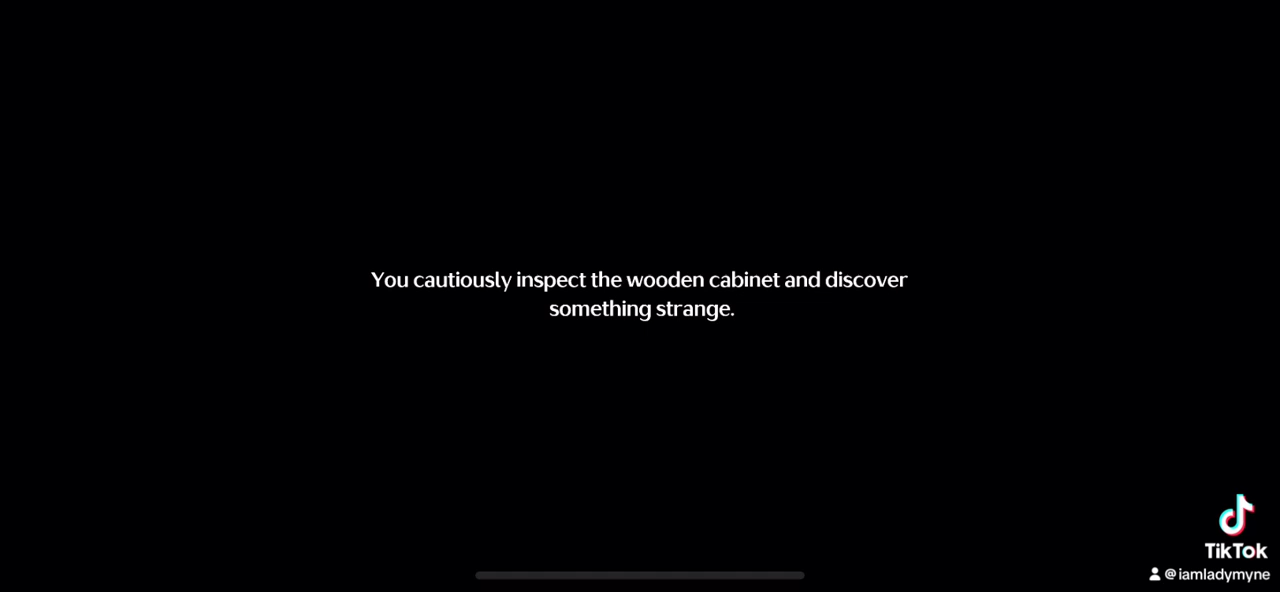 You cautiously inspect the wooden cabinet and discover
something strange.
TikTok
@iamladymyne